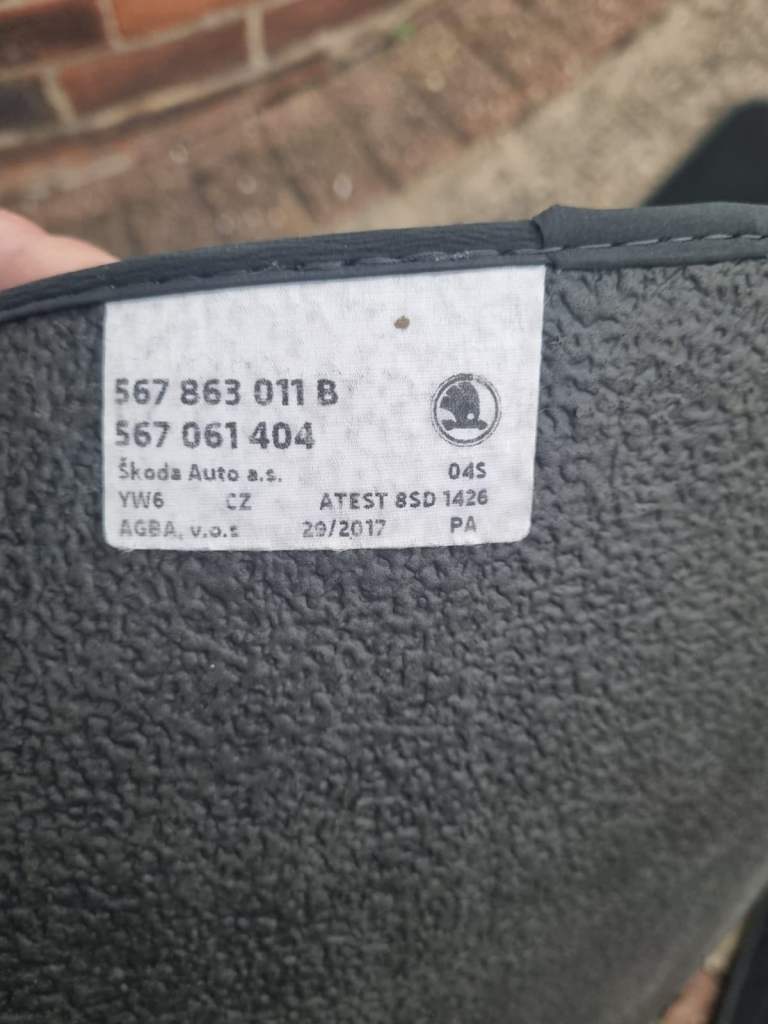 567 863 011 B
567 061 404
Škoda Auto a.s. 04S
YW6 CZ ATEST 8SD 1426
AGBA, v.o.s 29/2017 PA